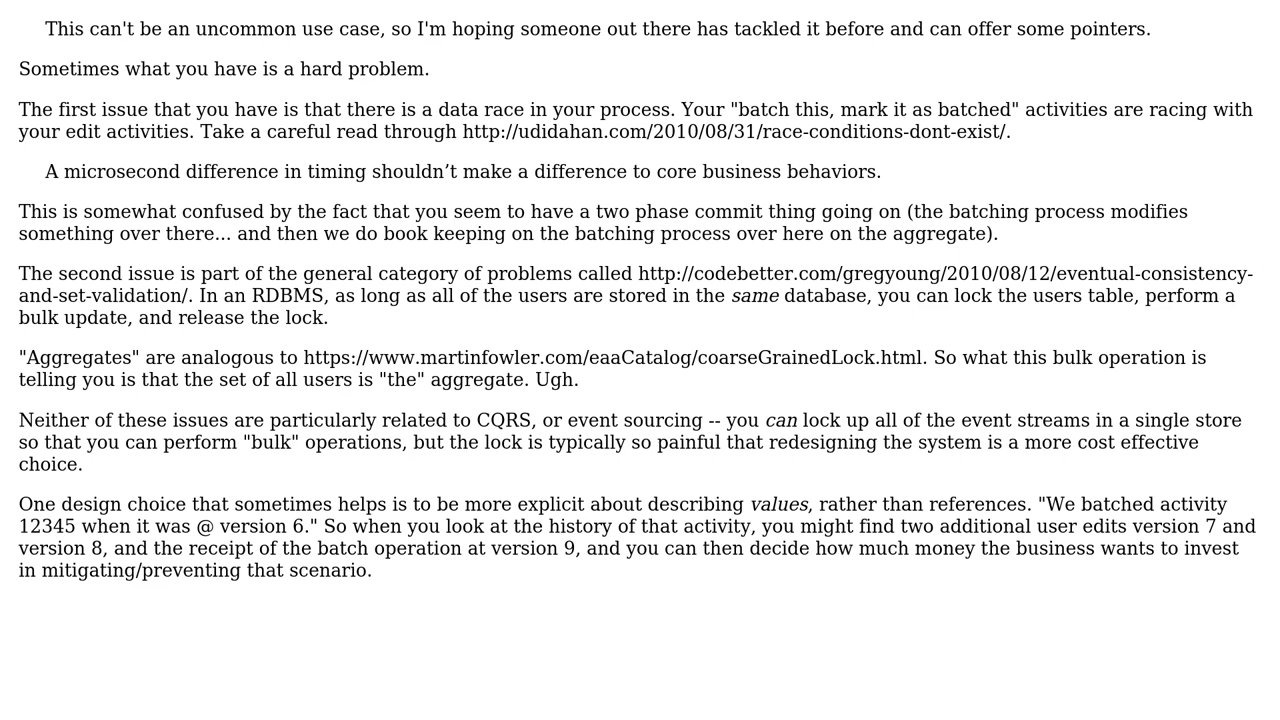 This can't be an uncommon use case, so I'm hoping someone out there has tackled it before and can offer some pointers.
Sometimes what you have is a hard problem.
The first issue that you have is that there is a data race in your process. Your "batch this, mark it as batched" activities are racing with
your edit activities. Take a careful read through http://udidahan.com/2010/08/31/race-conditions-dont-exist/.
A microsecond difference in timing shouldn’t make a difference to core business behaviors.
This is somewhat confused by the fact that you seem to have a two phase commit thing going on (the batching process modifies
something over there... and then we do book keeping on the batching process over here on the aggregate).
The second issue is part of the general category of problems called http://codebetter.com/gregyoung/2010/08/12/eventual-consistency-
and-set-validation/. In an RDBMS, as long as all of the users are stored in the same database, you can lock the users table, perform a
bulk update, and release the lock.
"Aggregates" are analogous to https://www.martinfowler.com/eaaCatalog/coarseGrainedLock.html. So what this bulk operation is
telling you is that the set of all users is "the" aggregate. Ugh.
Neither of these issues are particularly related to CQRS, or event sourcing -- you can lock up all of the event streams in a single store
so that you can perform "bulk" operations, but the lock is typically so painful that redesigning the system is a more cost effective
choice.
One design choice that sometimes helps is to be more explicit about describing values, rather than references. "We batched activity
12345 when it was @ version 6." So when you look at the history of that activity, you might find two additional user edits version 7 and
version 8, and the receipt of the batch operation at version 9, and you can then decide how much money the business wants to invest
in mitigating/preventing that scenario.